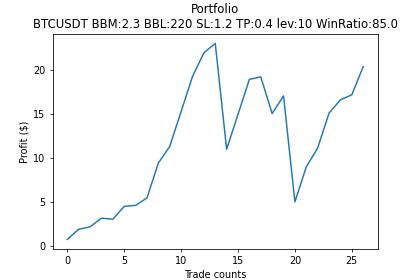 Portfolio
BTCUSDT BBM:2.3 BBL:220 SL:1.2 TP:0.4 lev:10 WinRatio:85.0
Profit ($)
20
15
10
5
0
0 5 10 15 20 25
Trade counts